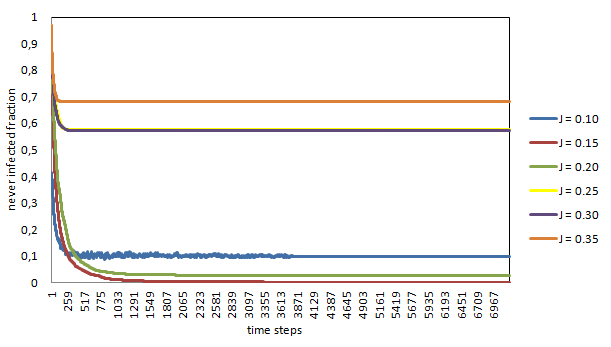 1
0,9
0,8
0,7
0,6
0,5
0,4
0,3
0,2
0,1
0
never infected fraction
1 259 517 775 1033 1291 1549 1807 2065 2323 2581 2839 3097 3355 3613 3871 4129 4387 4645 4903 5161 5419 5677 5935 6193 6451 6709 6967
time steps
J = 0.10
J = 0.15
J = 0.20
J = 0.25
J = 0.30
J = 0.35